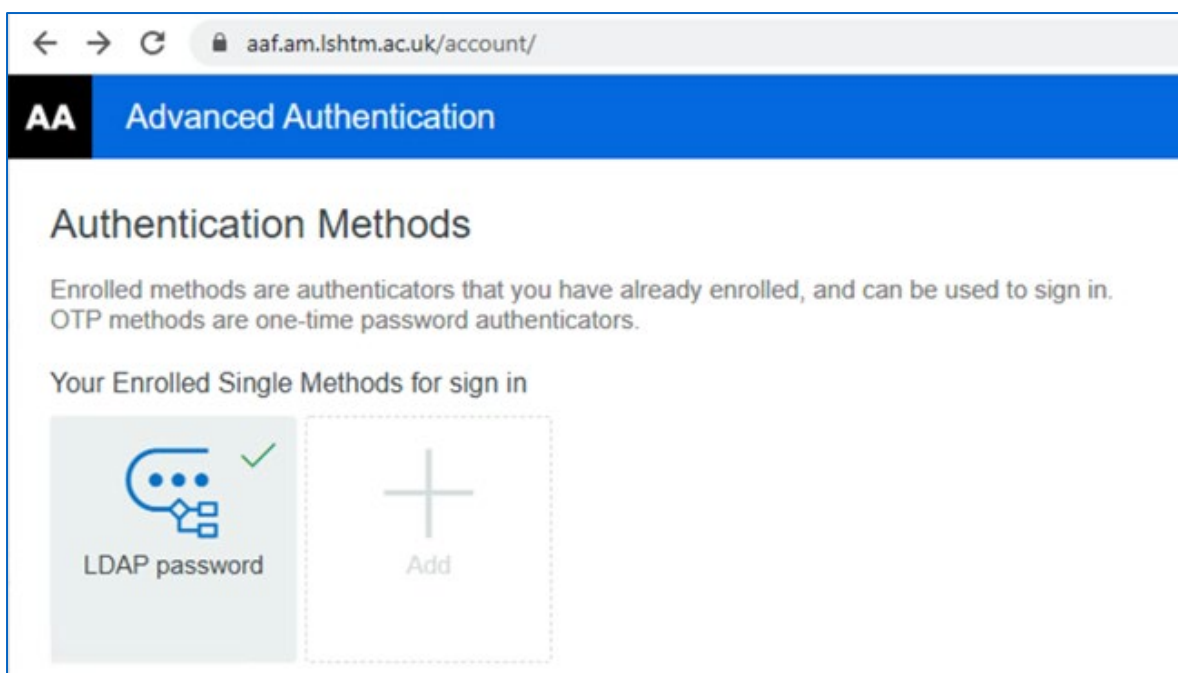 aaf.am.lshtm.ac.uk/account/
AA Advanced Authentication
Authentication Methods
Enrolled methods are authenticators that you have already enrolled, and can be used to sign in.
OTP methods are one-time password authenticators.
Your Enrolled Single Methods for sign in
LDAP password
Add